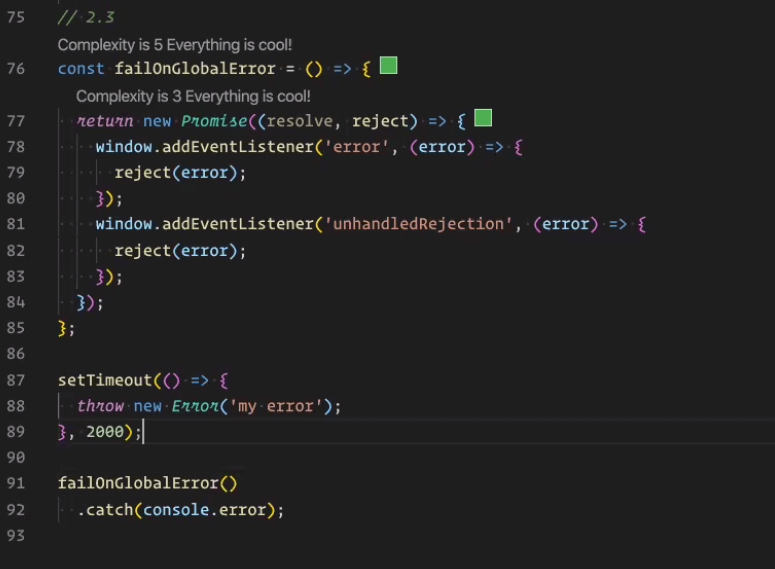 75 // 2.3
Complexity is 5 Everything is cool!
76 const failOnGlobalError = () => {
Complexity is 3 Everything is cool!
77 return new Promise((resolve, reject) => {
78 window.addEventListener('error', (error) => {
79 reject(error);
80 });
81 window.addEventListener('unhandledRejection', (error) => {
82 reject(error);
83 });
84 });
85 };
86
87 setTimeout(() => {
88 throw new Error('my error');
89 }, 2000);
90
91 failOnGlobalError()
92 .catch(console.error);
93